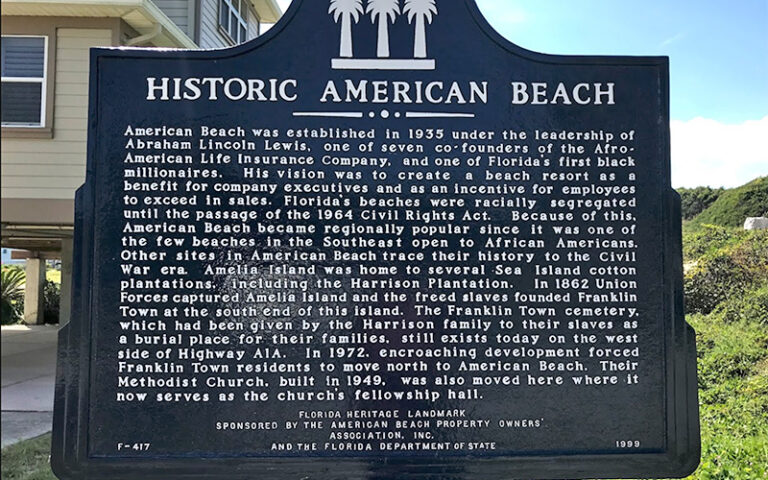 HISTORIC AMERICAN BEACH
American Beach was established in 1935 under the leadership of
Abraham Lincoln Lewis, one of seven co-founders of the Afro-
American Life Insurance Company, and one of Florida's first black
millionaires. His vision was to create a beach resort as a
benefit for company executives and as an incentive for employees
to exceed in sales. Florida's beaches were racially segregated
until the passage of the 1964 Civil Rights Act. Because of this,
American Beach became regionally popular since it was one of
the few beaches in the Southeast open to African Americans.
Other sites in American Beach trace their history to the Civil
War era. Amelia Island was home to several Sea Island cotton
plantations, including the Harrison Plantation. In 1862 Union
Forces captured Amelia Island and the freed slaves founded Franklin
Town at the south end of this island. The Franklin Town cemetery,
which had been given by the Harrison family to their slaves as
a burial place for their families, still exists today on the west
side of Highway A1A. In 1972, encroaching development forced
Franklin Town residents to move north to American Beach. Their
Methodist Church, built in 1949, was also moved here where it
now serves as the church's fellowship hall.
FLORIDA HERITAGE LANDMARK
SPONSORED BY THE AMERICAN BEACH PROPERTY OWNERS'
ASSOCIATION, INC.
F-417 AND THE FLORIDA DEPARTMENT OF STATE 1999